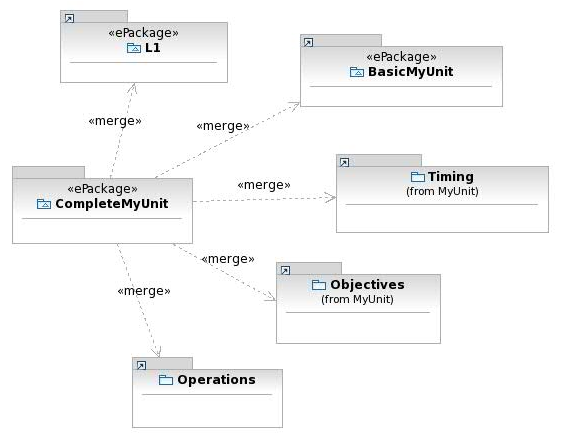 «ePackage»
L1
«ePackage»
BasicMyUnit
«merge»
«merge»
Timing
(from MyUnit)
«merge»
«ePackage»
CompleteMyUnit
«merge»
Objectives
(from MyUnit)
«merge»
Operations